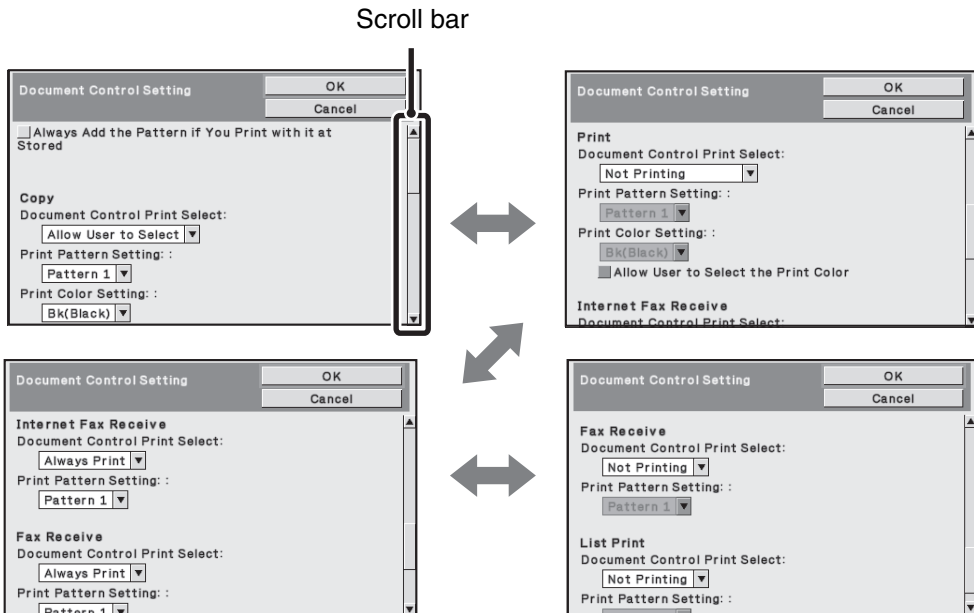 Scroll bar
Document Control Setting
OK
Cancel
Always Add the Pattern if You Print with it at
Stored
Copy
Document Control Print Select:
Allow User to Select
Print Pattern Setting: :
Pattern 1
Print Color Setting: :
Bk(Black)
Document Control Setting
OK
Cancel
Print
Document Control Print Select:
Not Printing
Print Pattern Setting: :
Pattern 1
Print Color Setting: :
Bk(Black)
Allow User to Select the Print Color
Internet Fax Receive
Document Control Print Select:
Document Control Setting
OK
Cancel
Internet Fax Receive
Document Control Print Select:
Always Print
Print Pattern Setting: :
Pattern 1
Fax Receive
Document Control Print Select:
Always Print
Print Pattern Setting: :
Pattern 1
Document Control Setting
OK
Cancel
Fax Receive
Document Control Print Select:
Not Printing
Print Pattern Setting: :
Pattern 1
List Print
Document Control Print Select:
Not Printing
Print Pattern Setting: :